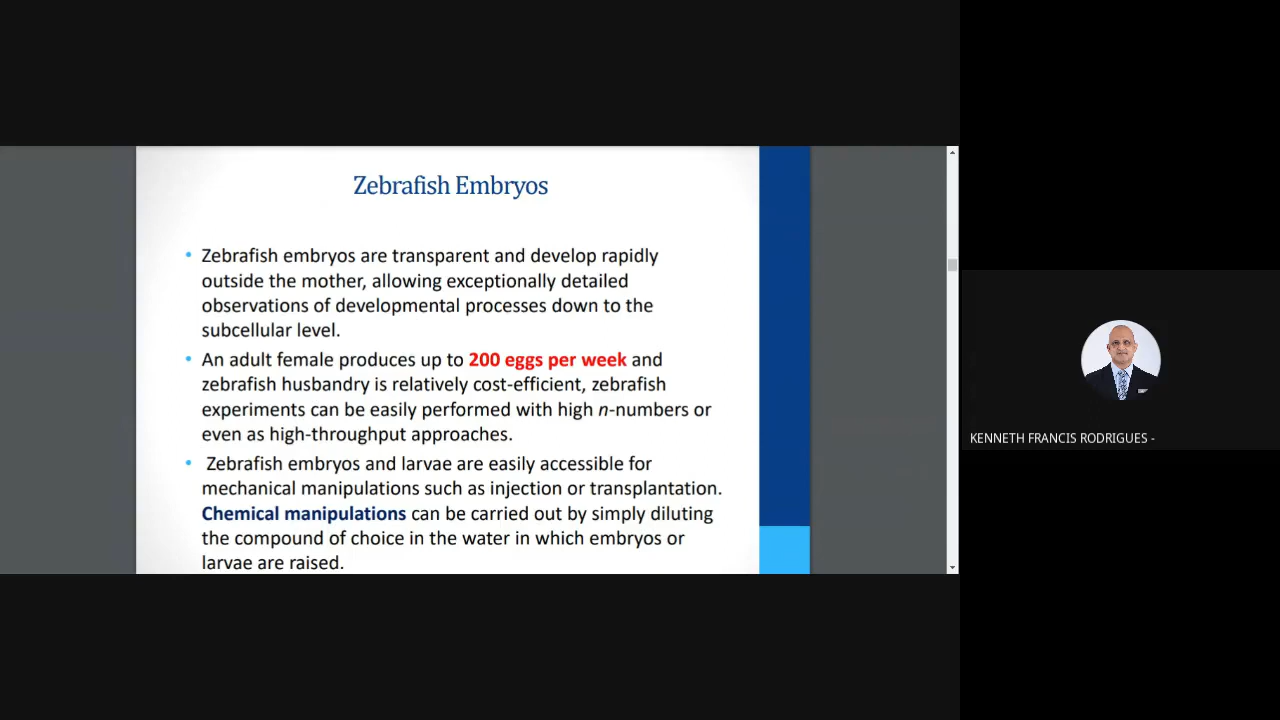 Zebrafish Embryos
• Zebrafish embryos are transparent and develop rapidly
outside the mother, allowing exceptionally detailed
observations of developmental processes down to the
subcellular level.
• An adult female produces up to 200 eggs per week and
zebrafish husbandry is relatively cost-efficient, zebrafish
experiments can be easily performed with high n-numbers or
even as high-throughput approaches.
• Zebrafish embryos and larvae are easily accessible for
mechanical manipulations such as injection or transplantation.
Chemical manipulations can be carried out by simply diluting
the compound of choice in the water in which embryos or
larvae are raised.
KENNETH FRANCIS RODRIGUES -